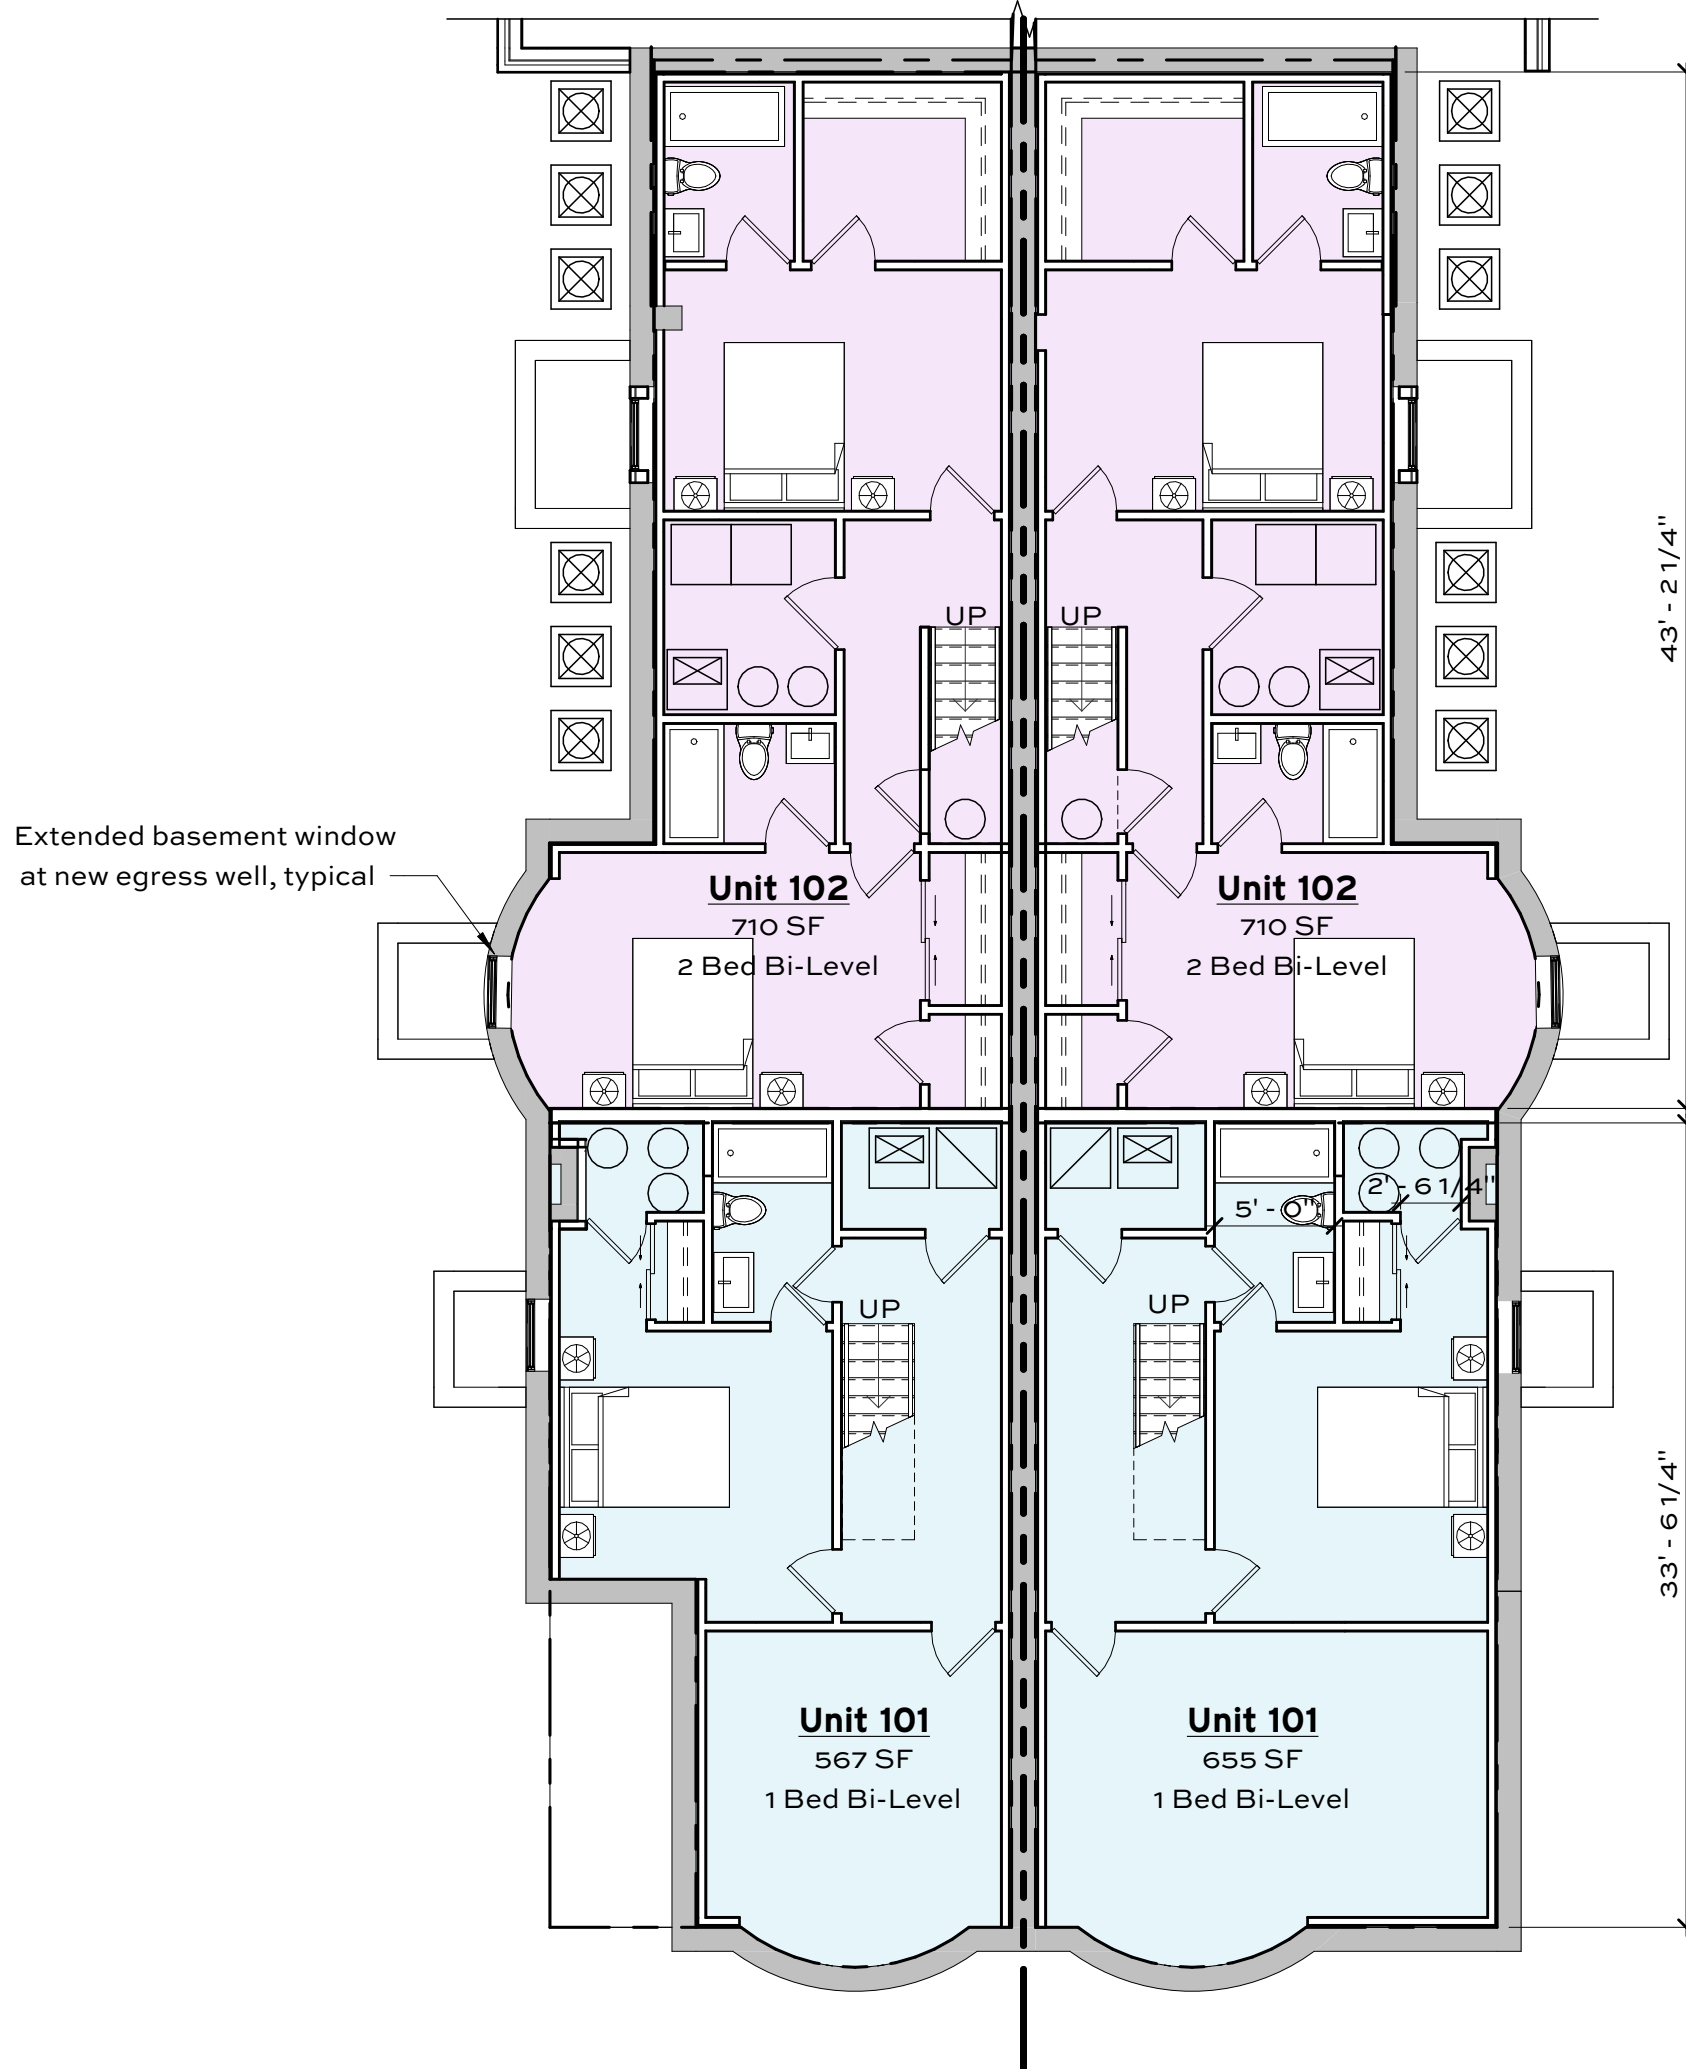 43' - 2 1/4"
UP
UP
Extended basement window
at new egress well, typical
Unit 102
710 SF
2 Bed Bi-Level
Unit 102
710 SF
2 Bed Bi-Level
5' - 0"
2' - 6 1/4"
UP
UP
33' - 6 1/4"
Unit 101
567 SF
1 Bed Bi-Level
Unit 101
655 SF
1 Bed Bi-Level